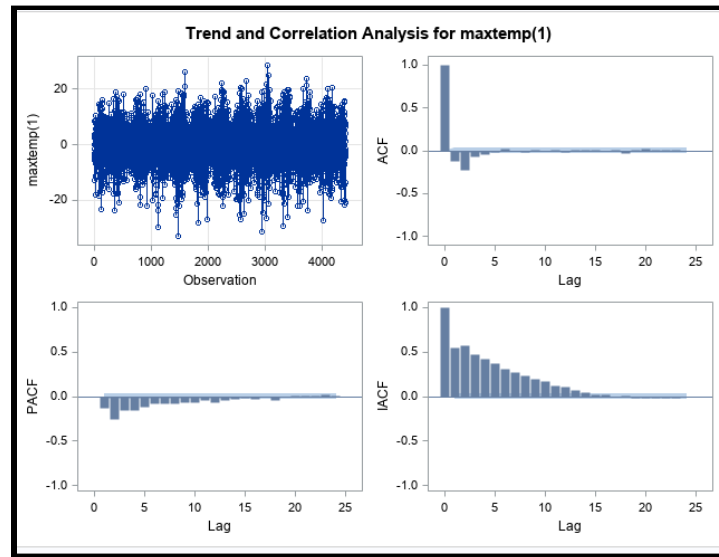 Trend and Correlation Analysis for maxtemp(1)
maxtemp(1)
20
0
-20
0 1000 2000 3000 4000
Observation
ACF
1.0
0.5
0.0
-0.5
-1.0
0 5 10 15 20 25
Lag
PACF
1.0
0.5
0.0
-0.5
-1.0
0 5 10 15 20 25
Lag
IACF
1.0
0.5
0.0
-0.5
-1.0
0 5 10 15 20 25
Lag